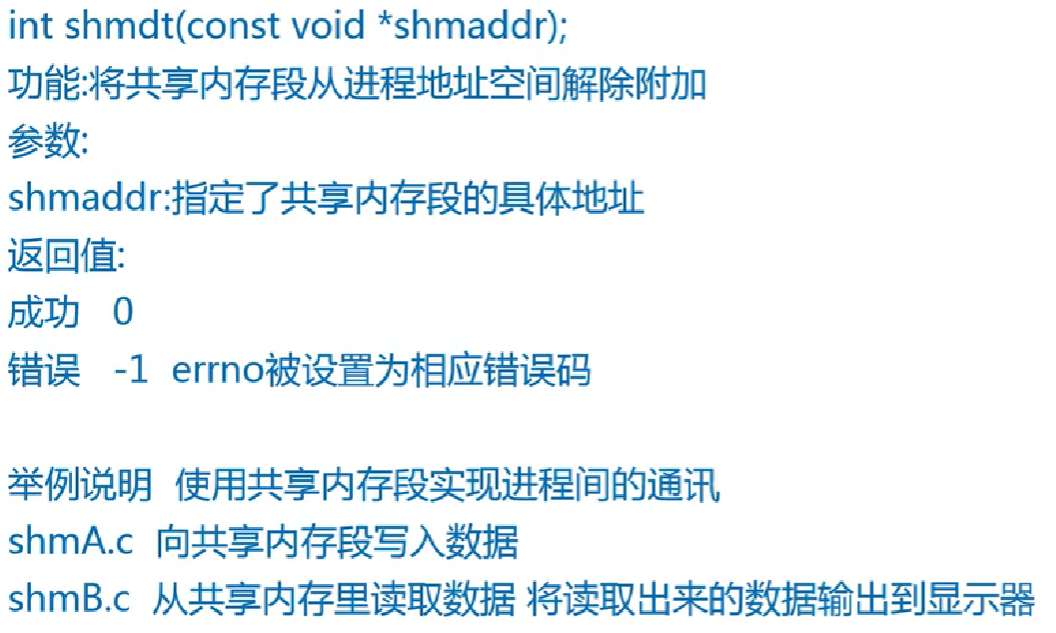 int shmdt(const void *shmaddr);
功能:将共享内存段从进程地址空间解除附加
参数:
shmaddr:指定了共享内存段的具体地址
返回值:
成功 0
错误 -1 errno被设置为相应错误码
举例说明 使用共享内存段实现进程间的通讯
shmA.c 向共享内存段写入数据
shmB.c 从共享内存里读取数据 将读取出来的数据输出到显示器